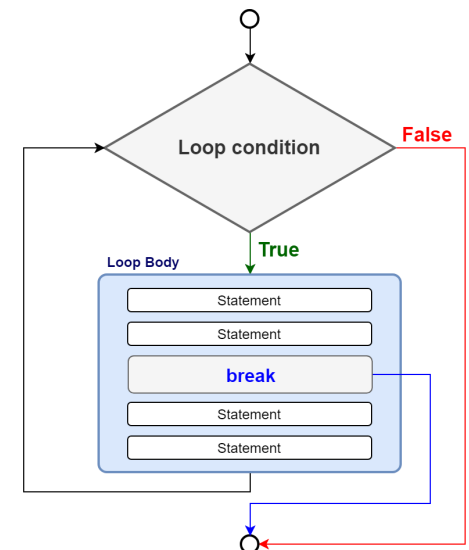 Loop condition
False
True
Loop Body
Statement
Statement
break
Statement
Statement